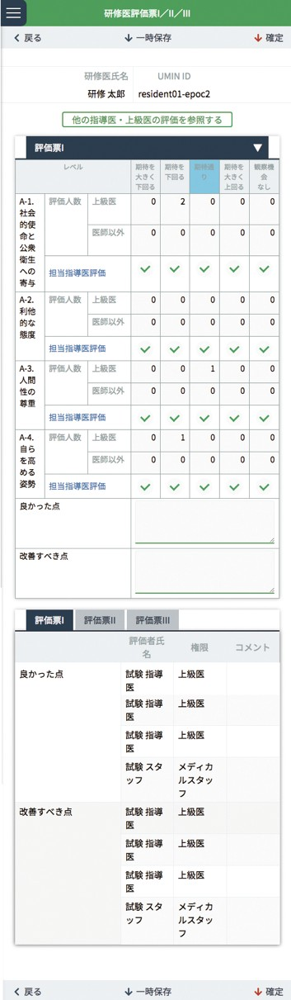 研修医評価票I／II／III
戻る 一時保存 確定
研修医氏名 UMIN ID
研修 太郎 resident01-epoc2
他の指導医・上級医の評価を参照する
評価票I ▼
レベル 期待を大きく下回る 期待を下回る 期待通り 期待を大きく上回る 観察機会なし
A-1. 社会的使命と公衆衛生への寄与 評価人数 上級医 0 2 0 0 0
医師以外 0 0 0 0 0
担当指導医評価
A-2. 利他的な態度 評価人数 上級医 0 0 0 0 0
医師以外 0 0 0 0 0
担当指導医評価
A-3. 人間性の尊重 評価人数 上級医 0 0 1 0 0
医師以外 0 0 0 0 0
担当指導医評価
A-4. 自らを高める姿勢 評価人数 上級医 0 1 0 0 0
医師以外 0 0 0 0 0
担当指導医評価
良かった点
改善すべき点
評価票I 評価票II 評価票III
評価者氏名 権限 コメント
良かった点 試験 指導医 上級医
試験 指導医 上級医
試験 指導医 上級医
試験 スタッフ メディカルスタッフ
改善すべき点 試験 指導医 上級医
試験 指導医 上級医
試験 指導医 上級医
試験 スタッフ メディカルスタッフ
戻る 一時保存 確定